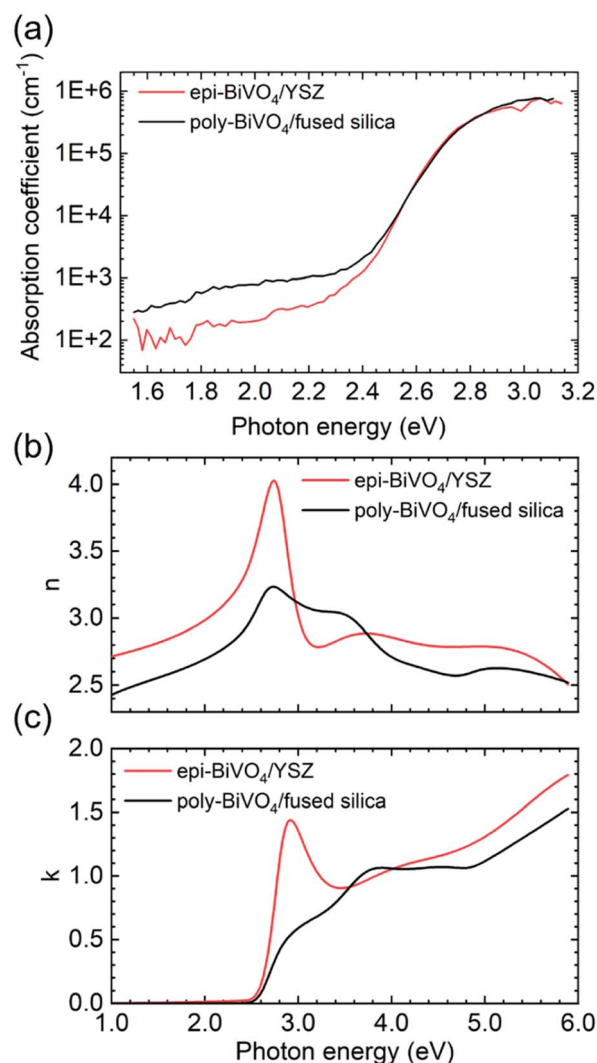 (a)
Absorption coefficient (cm⁻¹)
1E+6
1E+5
1E+4
1E+3
1E+2
epi-BiVO₄/YSZ
poly-BiVO₄/fused silica
1.6 1.8 2.0 2.2 2.4 2.6 2.8 3.0 3.2
Photon energy (eV)
(b)
n
4.0
3.5
3.0
2.5
epi-BiVO₄/YSZ
poly-BiVO₄/fused silica
(c)
k
2.0
1.5
1.0
0.5
0.0
epi-BiVO₄/YSZ
poly-BiVO₄/fused silica
1.0 2.0 3.0 4.0 5.0 6.0
Photon energy (eV)